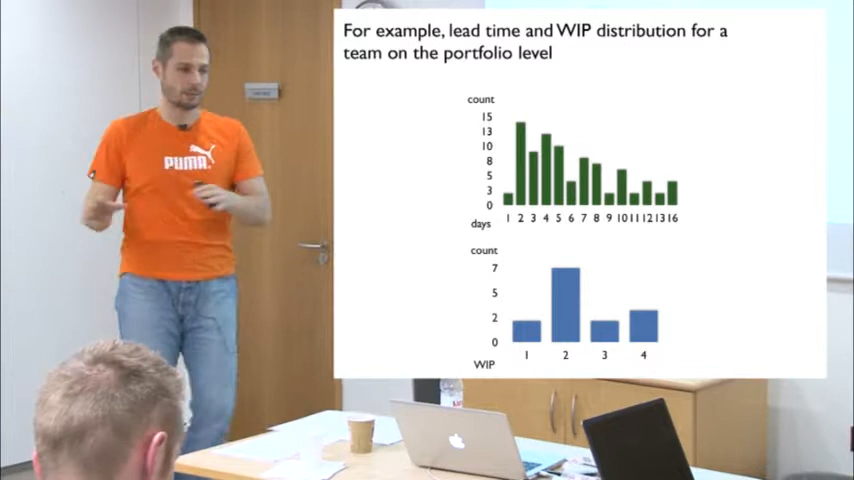 For example, lead time and WIP distribution for a
team on the portfolio level
count
15
13
10
8
5
3
0
days 1 2 3 4 5 6 7 8 9 10 11 12 13 16
count
7
5
2
0
1 2 3 4
WIP
PUMA